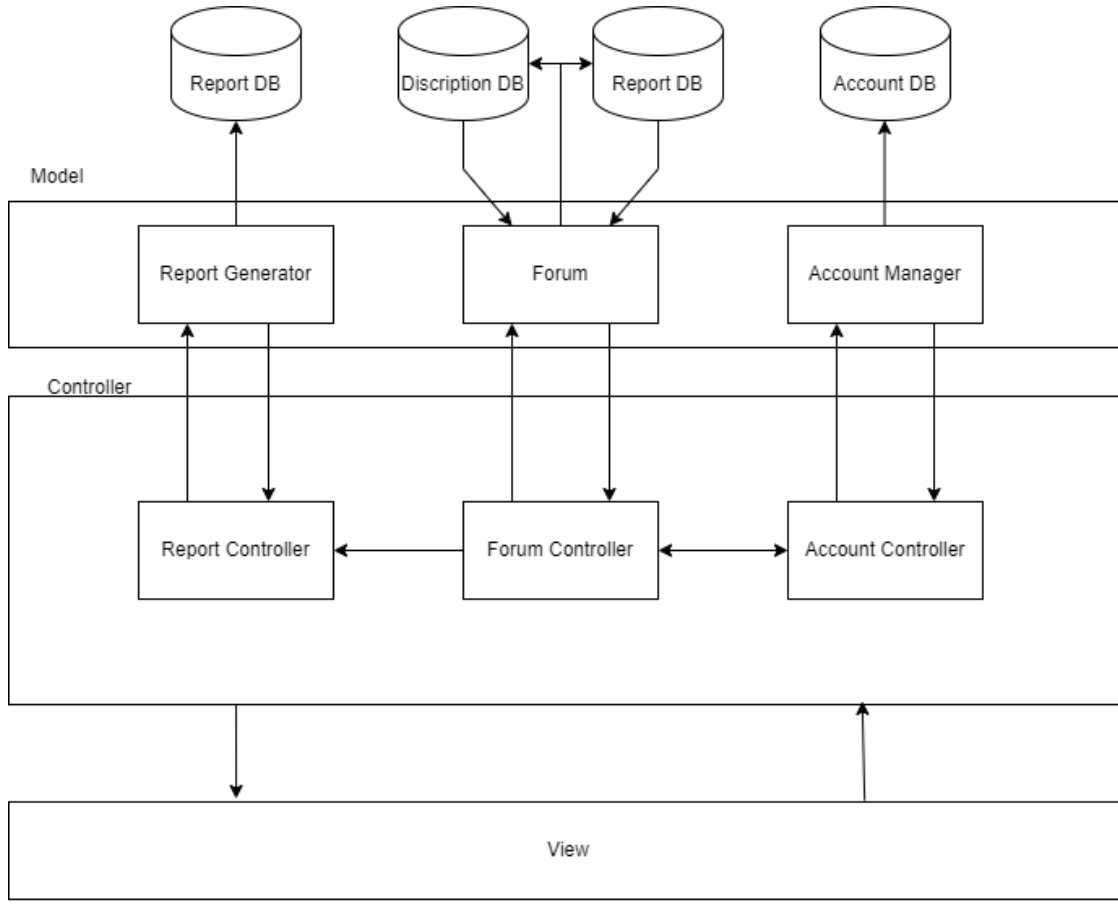 Report DB
Discription DB
Report DB
Account DB
Model
Report Generator
Forum
Account Manager
Controller
Report Controller
Forum Controller
Account Controller
View